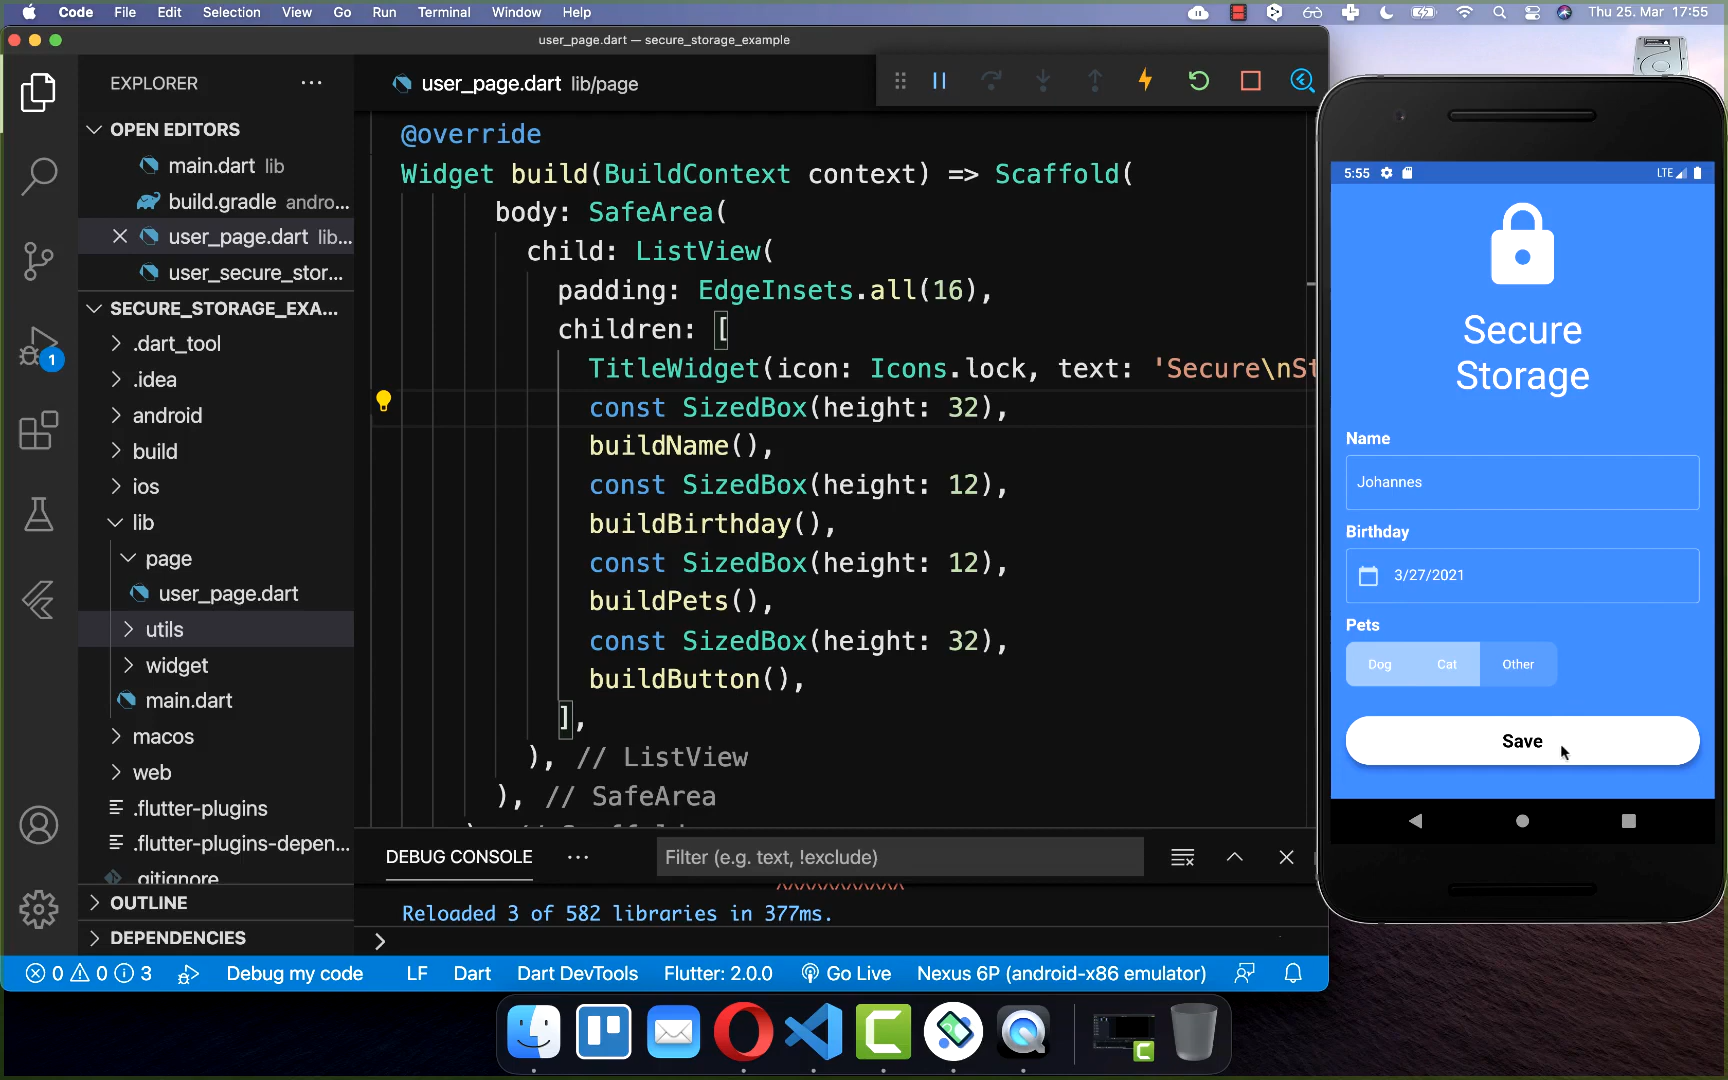 Code File Edit Selection View Go Run Terminal Window Help
Thu 25. Mar 17:55
user_page.dart — secure_storage_example
EXPLORER
OPEN EDITORS
main.dart lib
build.gradle andro...
user_page.dart lib...
user_secure_stor...
SECURE_STORAGE_EXA...
.dart_tool
.idea
android
build
ios
lib
page
user_page.dart
utils
widget
main.dart
macos
web
.flutter-plugins
.flutter-plugins-depen...
.gitignore
OUTLINE
DEPENDENCIES
1
user_page.dart lib/page
@override
Widget build(BuildContext context) => Scaffold(
body: SafeArea(
child: ListView(
padding: EdgeInsets.all(16),
children: [
TitleWidget(icon: Icons.lock, text: 'Secure\nSt
const SizedBox(height: 32),
buildName(),
const SizedBox(height: 12),
buildBirthday(),
const SizedBox(height: 12),
buildPets(),
const SizedBox(height: 32),
buildButton(),
],
), // ListView
), // SafeArea
DEBUG CONSOLE
Filter (e.g. text, !exclude)
Reloaded 3 of 582 libraries in 377ms.
0 0 3 Debug my code LF Dart Dart DevTools Flutter: 2.0.0 Go Live Nexus 6P (android-x86 emulator)
5:55 LTE
Secure
Storage
Name
Johannes
Birthday
3/27/2021
Pets
Dog Cat Other
Save